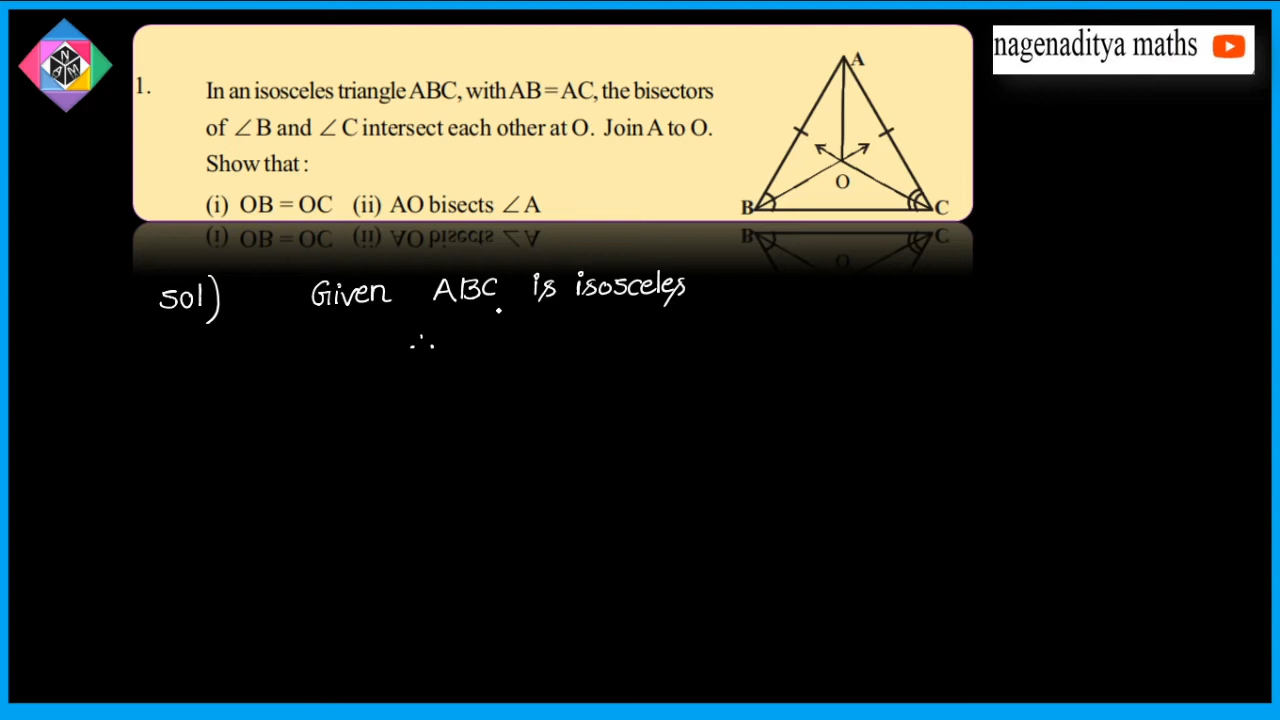 nagenaditya maths
N
A M
1. In an isosceles triangle ABC, with AB = AC, the bisectors
of ∠B and ∠C intersect each other at O. Join A to O.
Show that :
(i) OB = OC (ii) AO bisects ∠A
A
O
B
C
sol) Given ABC is isosceles
∴